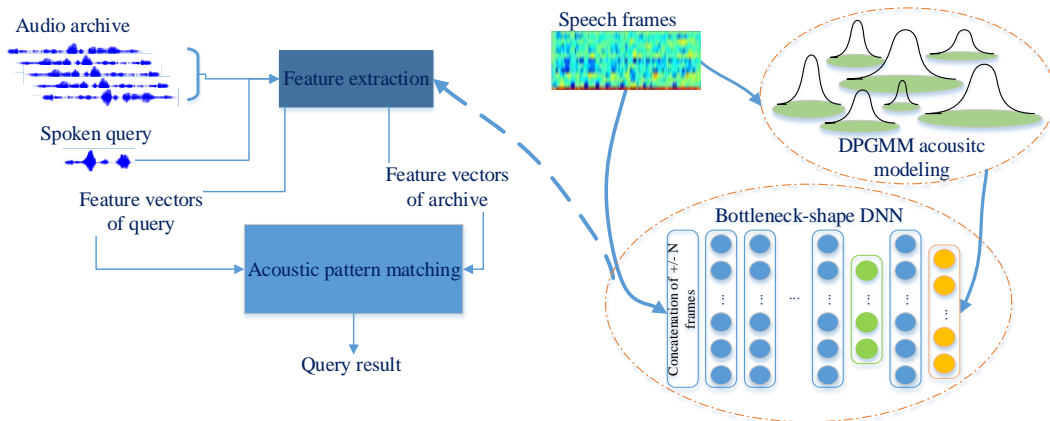 Audio archive
Feature extraction
Spoken query
Feature vectors
of query
Feature vectors
of archive
Acoustic pattern matching
Query result
Speech frames
DPGMM acousitc
modeling
Bottleneck-shape DNN
Concatenation of +/- N
frames
...
...
...
...
...
...
...